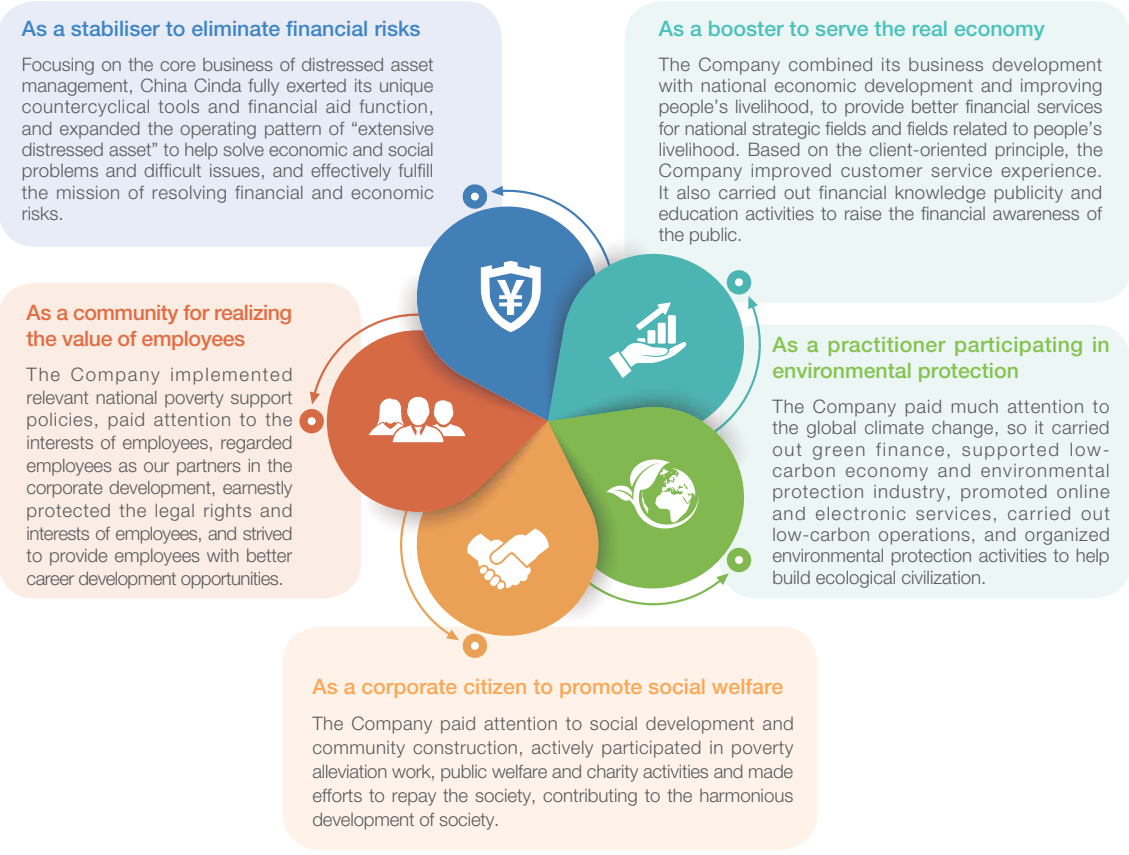 As a stabiliser to eliminate financial risks
Focusing on the core business of distressed asset
management, China Cinda fully exerted its unique
countercyclical tools and financial aid function,
and expanded the operating pattern of “extensive
distressed asset” to help solve economic and social
problems and difficult issues, and effectively fulfill
the mission of resolving financial and economic
risks.
As a booster to serve the real economy
The Company combined its business development
with national economic development and improving
people’s livelihood, to provide better financial services
for national strategic fields and fields related to people’s
livelihood. Based on the client-oriented principle, the
Company improved customer service experience.
It also carried out financial knowledge publicity and
education activities to raise the financial awareness of
the public.
As a community for realizing
the value of employees
The Company implemented
relevant national poverty support
policies, paid attention to the
interests of employees, regarded
employees as our partners in the
corporate development, earnestly
protected the legal rights and
interests of employees, and strived
to provide employees with better
career development opportunities.
¥
As a practitioner participating in
environmental protection
The Company paid much attention to
the global climate change, so it carried
out green finance, supported low-
carbon economy and environmental
protection industry, promoted online
and electronic services, carried out
low-carbon operations, and organized
environmental protection activities to help
build ecological civilization.
As a corporate citizen to promote social welfare
The Company paid attention to social development and
community construction, actively participated in poverty
alleviation work, public welfare and charity activities and made
efforts to repay the society, contributing to the harmonious
development of society.